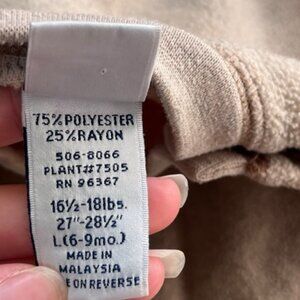 75% POLYESTER
25% RAYON
506-8066
PLANT#7505
RN 96367
16½-18lbs.
27"-28½"
L(6-9mo.)
MADE IN
MALAYSIA
E ON REVERSE